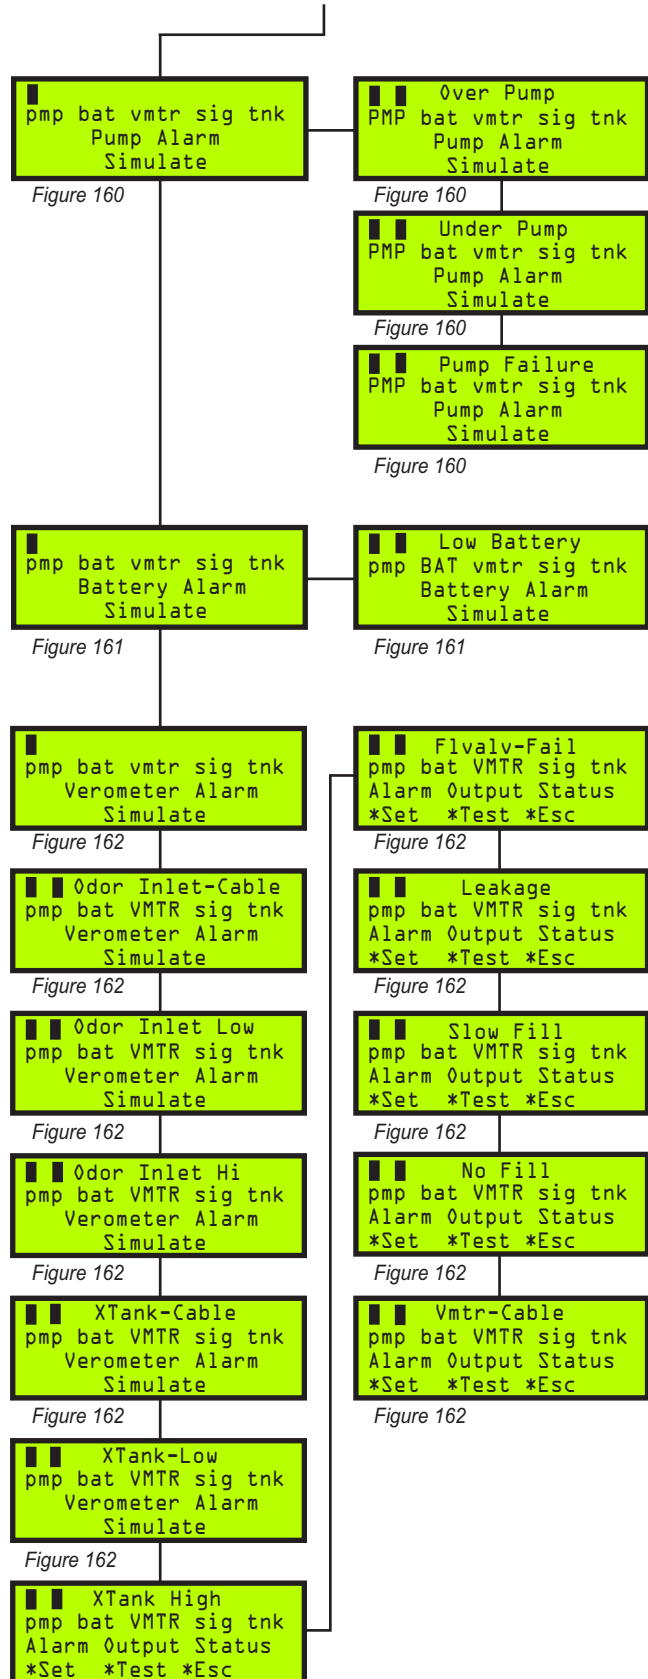 pmp bat vmtr sig tnk
Pump Alarm
Simulate
Figure 160
Over Pump
PMP bat vmtr sig tnk
Pump Alarm
Simulate
Figure 160
Under Pump
PMP bat vmtr sig tnk
Pump Alarm
Simulate
Figure 160
Pump Failure
PMP bat vmtr sig tnk
Pump Alarm
Simulate
Figure 160
pmp bat vmtr sig tnk
Battery Alarm
Simulate
Figure 161
Low Battery
pmp BAT vmtr sig tnk
Battery Alarm
Simulate
Figure 161
pmp bat vmtr sig tnk
Verometer Alarm
Simulate
Figure 162
Odor Inlet-Cable
pmp bat VMTR sig tnk
Verometer Alarm
Simulate
Figure 162
Odor Inlet Low
pmp bat VMTR sig tnk
Verometer Alarm
Simulate
Figure 162
Odor Inlet Hi
pmp bat VMTR sig tnk
Verometer Alarm
Simulate
Figure 162
XTank-Cable
pmp bat VMTR sig tnk
Verometer Alarm
Simulate
Figure 162
XTank-Low
pmp bat VMTR sig tnk
Verometer Alarm
Simulate
Figure 162
XTank High
pmp bat VMTR sig tnk
Alarm Output Status
*Set *Test *Esc
Flvalv-Fail
pmp bat VMTR sig tnk
Alarm Output Status
*Set *Test *Esc
Figure 162
Leakage
pmp bat VMTR sig tnk
Alarm Output Status
*Set *Test *Esc
Figure 162
Slow Fill
pmp bat VMTR sig tnk
Alarm Output Status
*Set *Test *Esc
Figure 162
No Fill
pmp bat VMTR sig tnk
Alarm Output Status
*Set *Test *Esc
Figure 162
Vmtr-Cable
pmp bat VMTR sig tnk
Alarm Output Status
*Set *Test *Esc
Figure 162